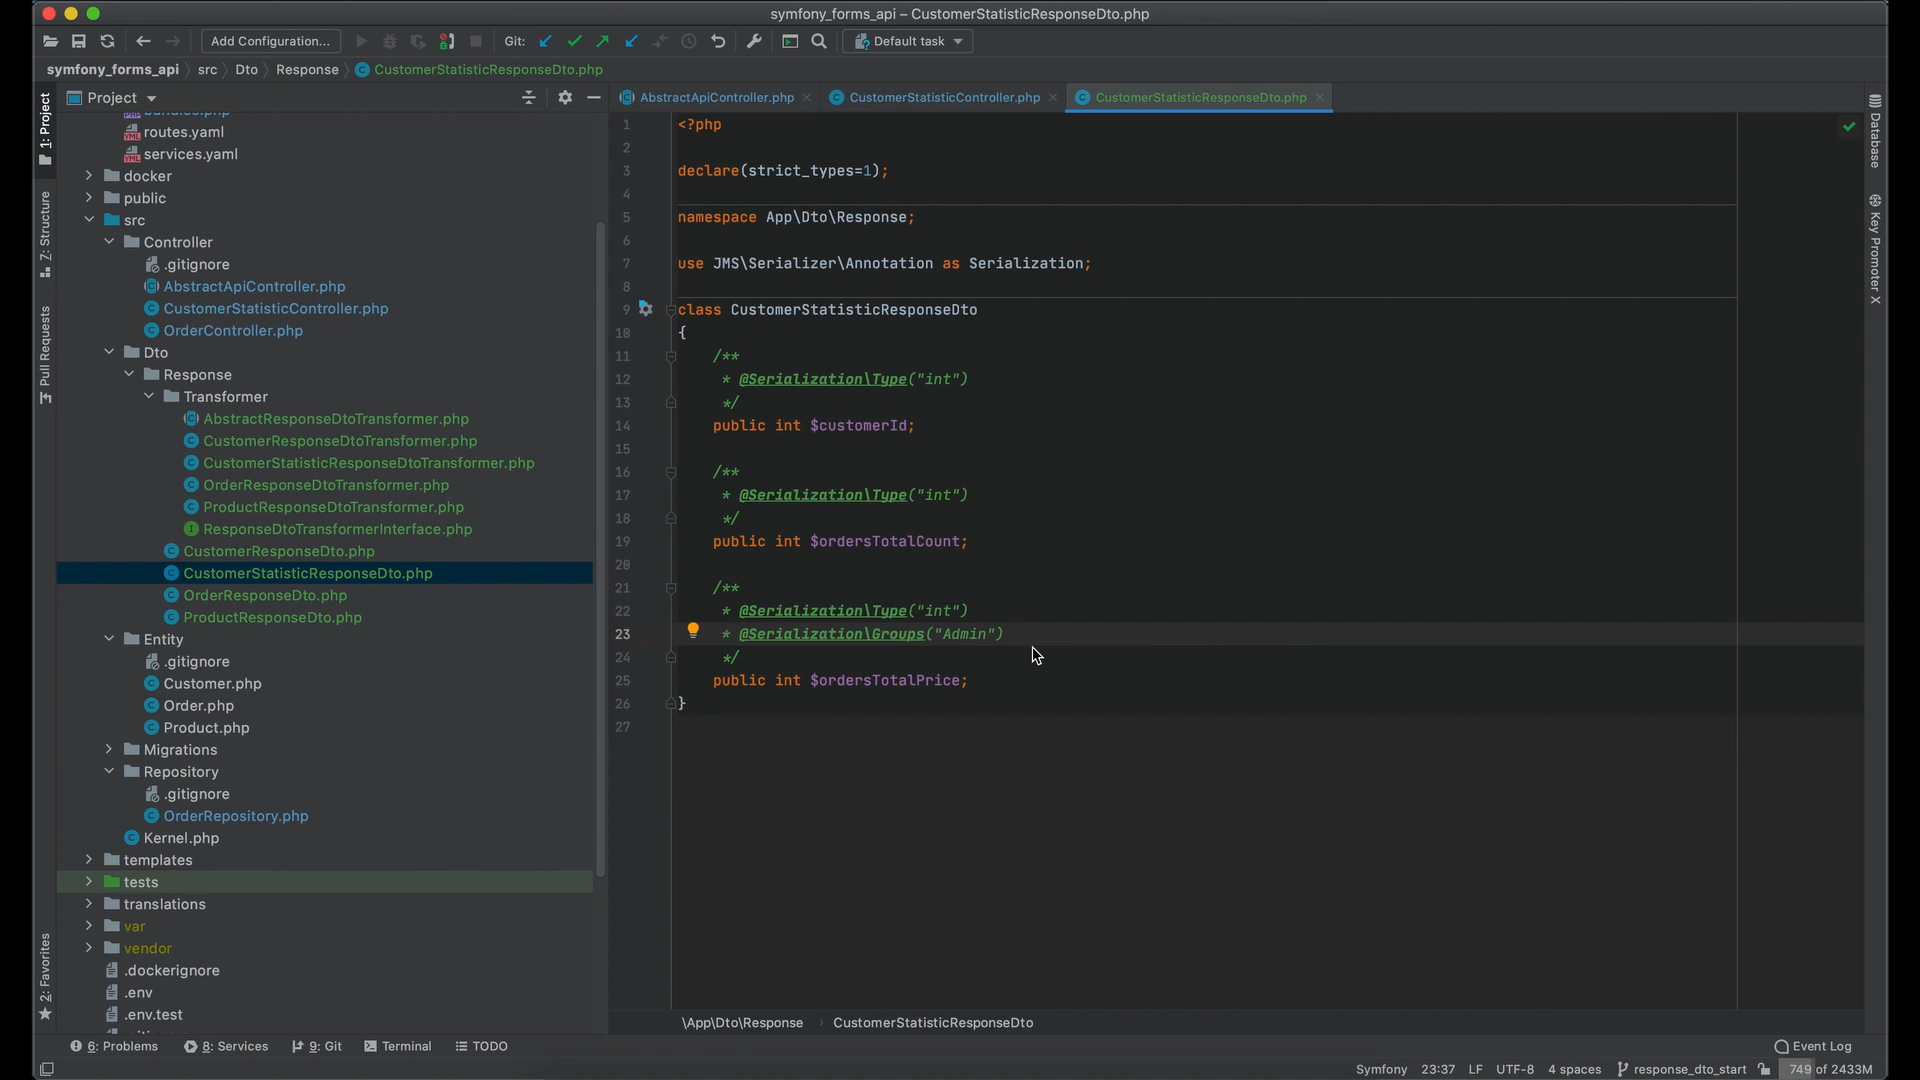 symfony_forms_api – CustomerStatisticResponseDto.php
Add Configuration... Git: Default task
symfony_forms_api src Dto Response CustomerStatisticResponseDto.php
1: Project
7: Structure
Pull Requests
2: Favorites
Project
bundles.php
routes.yaml
services.yaml
docker
public
src
Controller
.gitignore
AbstractApiController.php
CustomerStatisticController.php
OrderController.php
Dto
Response
Transformer
AbstractResponseDtoTransformer.php
CustomerResponseDtoTransformer.php
CustomerStatisticResponseDtoTransformer.php
OrderResponseDtoTransformer.php
ProductResponseDtoTransformer.php
ResponseDtoTransformerInterface.php
CustomerResponseDto.php
CustomerStatisticResponseDto.php
OrderResponseDto.php
ProductResponseDto.php
Entity
.gitignore
Customer.php
Order.php
Product.php
Migrations
Repository
.gitignore
OrderRepository.php
Kernel.php
templates
tests
translations
var
vendor
.dockerignore
.env
.env.test
AbstractApiController.php CustomerStatisticController.php CustomerStatisticResponseDto.php
1 <?php
2
3 declare(strict_types=1);
4
5 namespace App\Dto\Response;
6
7 use JMS\Serializer\Annotation as Serialization;
8
9 class CustomerStatisticResponseDto
10 {
11 /**
12 * @Serialization\Type("int")
13 */
14 public int $customerId;
15
16 /**
17 * @Serialization\Type("int")
18 */
19 public int $ordersTotalCount;
20
21 /**
22 * @Serialization\Type("int")
23 * @Serialization\Groups("Admin")
24 */
25 public int $ordersTotalPrice;
26 }
27
Database
Key Promoter X
\App\Dto\Response CustomerStatisticResponseDto
6: Problems 8: Services 9: Git Terminal TODO Event Log
Symfony 23:37 LF UTF-8 4 spaces response_dto_start 749 of 2433M